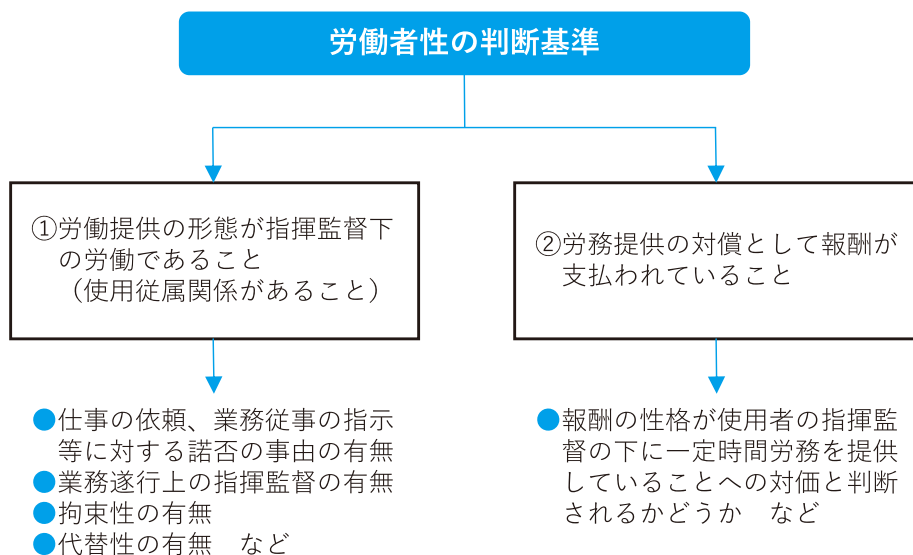 労働者性の判断基準
①労働提供の形態が指揮監督下
の労働であること
（使用従属関係があること）
②労務提供の対償として報酬が
支払われていること
●仕事の依頼、業務従事の指示
等に対する諾否の事由の有無
●業務遂行上の指揮監督の有無
●拘束性の有無
●代替性の有無　など
●報酬の性格が使用者の指揮監
督の下に一定時間労務を提供
していることへの対価と判断
されるかどうか　など